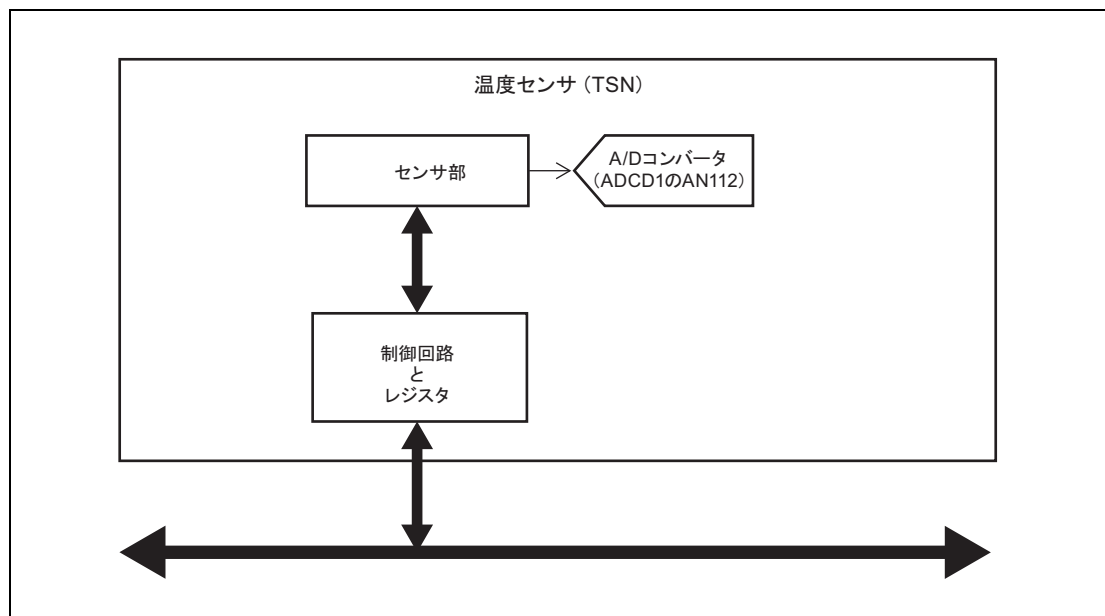 温度センサ（TSN）
センサ部
A/Dコンバータ
（ADCD1のAN112）
制御回路
と
レジスタ